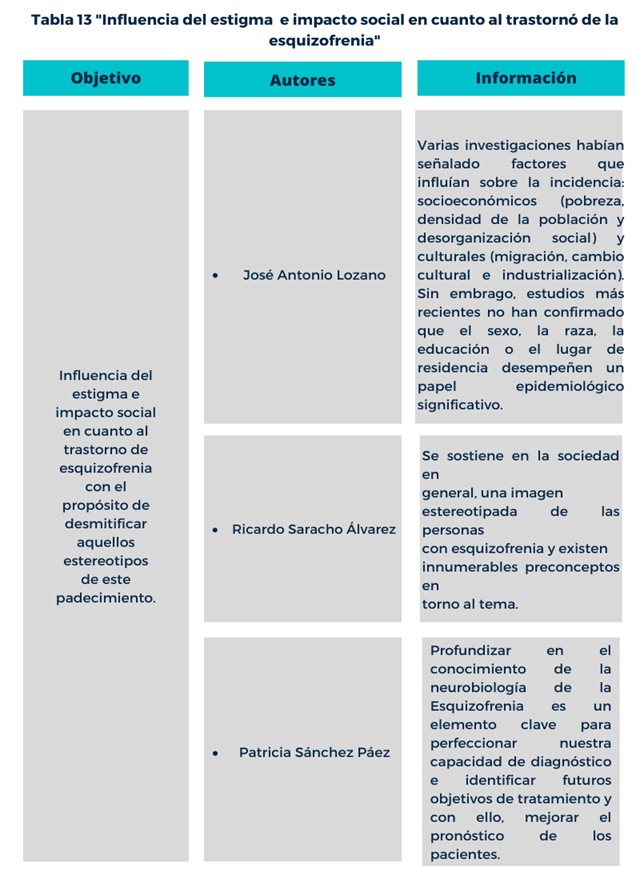 Tabla 13 "Influencia del estigma e impacto social en cuanto al trastornó de la
esquizofrenia"
Objetivo
Autores
Información
Influencia del
estigma e
impacto social
en cuanto al
trastorno de
esquizofrenia
con el
propósito de
desmitificar
aquellos
estereotipos
de este
padecimiento.
• José Antonio Lozano
Varias investigaciones habían
señalado factores que
influían sobre la incidencia:
socioeconómicos (pobreza,
densidad de la población y
desorganización social) y
culturales (migración, cambio
cultural e industrialización).
Sin embrago, estudios más
recientes no han confirmado
que el sexo, la raza, la
educación o el lugar de
residencia desempeñen un
papel epidemiológico
significativo.
• Ricardo Saracho Álvarez
Se sostiene en la sociedad
en
general, una imagen
estereotipada de las
personas
con esquizofrenia y existen
innumerables preconceptos
en
torno al tema.
• Patricia Sánchez Páez
Profundizar en el
conocimiento de la
neurobiología de la
Esquizofrenia es un
elemento clave para
perfeccionar nuestra
capacidad de diagnóstico
e identificar futuros
objetivos de tratamiento y
con ello, mejorar el
pronóstico de los
pacientes.